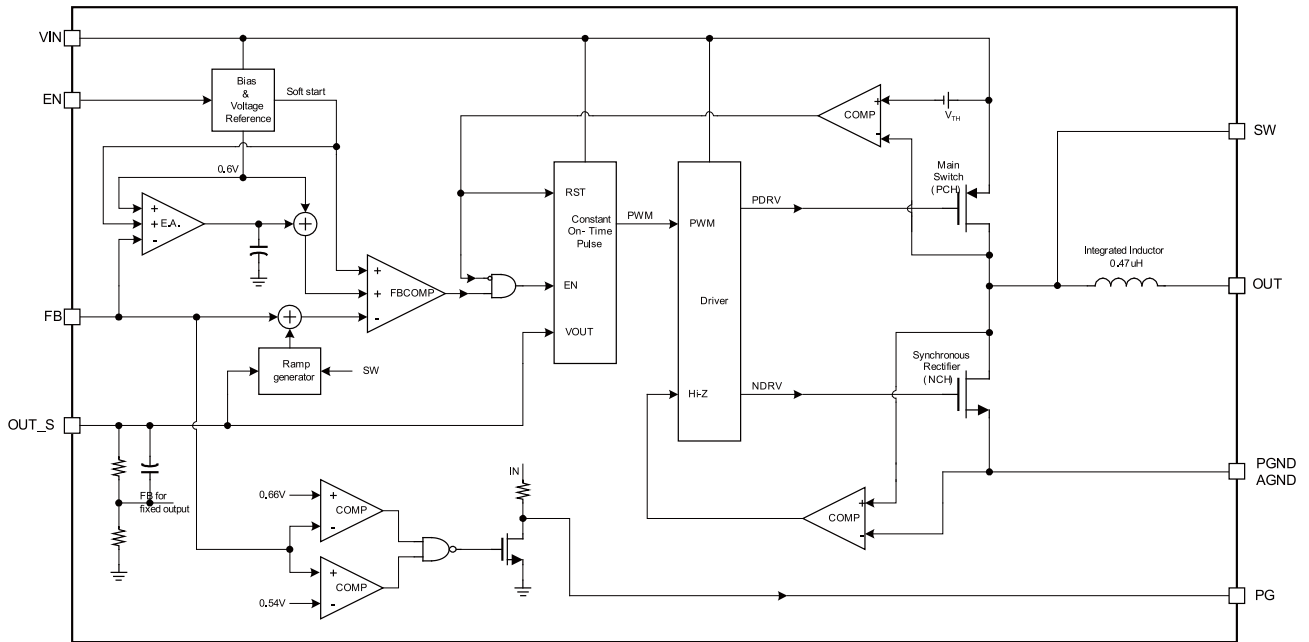 VIN
EN
Bias
&
Voltage
Reference
Soft start
0.6V
+
+
-
E.A.
+
+
+
-
FBCOMP
FB
+
Ramp
generator
SW
OUT_S
FB for
fixed output
RST
Constant
On- Time
Pulse
EN
VOUT
PWM
PWM
Driver
Hi-Z
PDRV
NDRV
COMP
+
-
VTH
Main
Switch
(PCH)
SW
Integrated Inductor
0.47uH
OUT
Synchronous
Rectifier
(NCH)
COMP
+
-
PGND
AGND
0.66V
+
-
COMP
+
-
COMP
0.54V
IN
PG